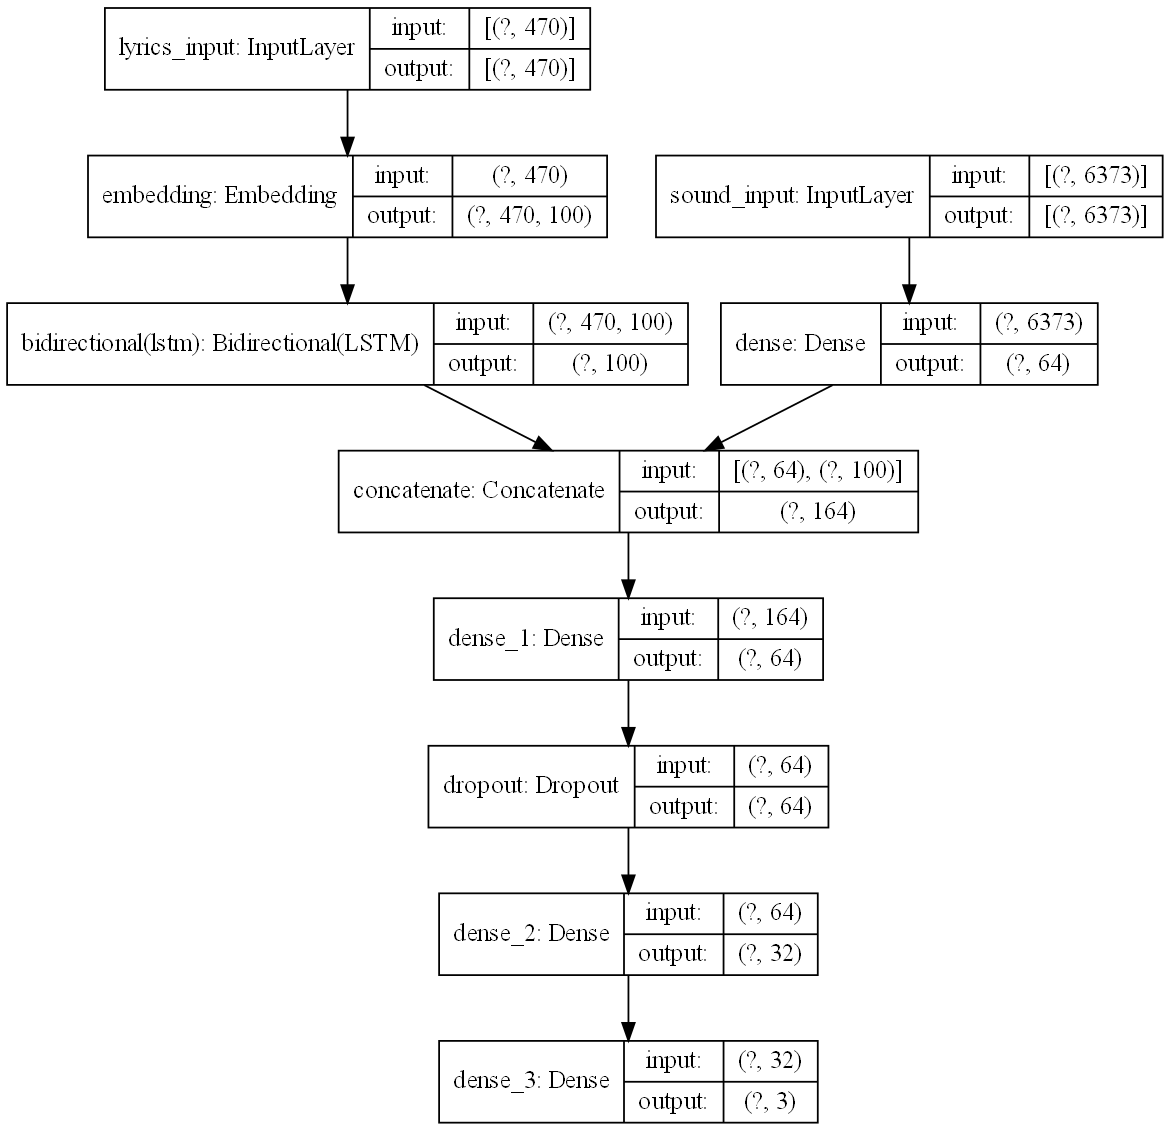 lyrics_input: InputLayer
input: [(?, 470)]
output: [(?, 470)]
embedding: Embedding
input: (?, 470)
output: (?, 470, 100)
sound_input: InputLayer
input: [(?, 6373)]
output: [(?, 6373)]
bidirectional(lstm): Bidirectional(LSTM)
input: (?, 470, 100)
output: (?, 100)
dense: Dense
input: (?, 6373)
output: (?, 64)
concatenate: Concatenate
input: [(?, 64), (?, 100)]
output: (?, 164)
dense_1: Dense
input: (?, 164)
output: (?, 64)
dropout: Dropout
input: (?, 64)
output: (?, 64)
dense_2: Dense
input: (?, 64)
output: (?, 32)
dense_3: Dense
input: (?, 32)
output: (?, 3)